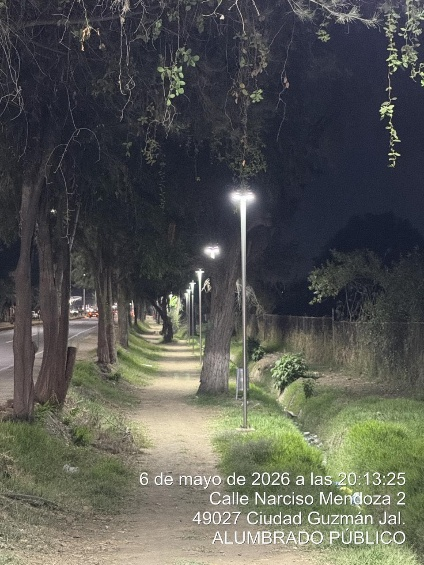 6 de mayo de 2026 a las 20:13:25
Calle Narciso Mendoza 2
49027 Ciudad Guzmán Jal.
ALUMBRADO PÚBLICO